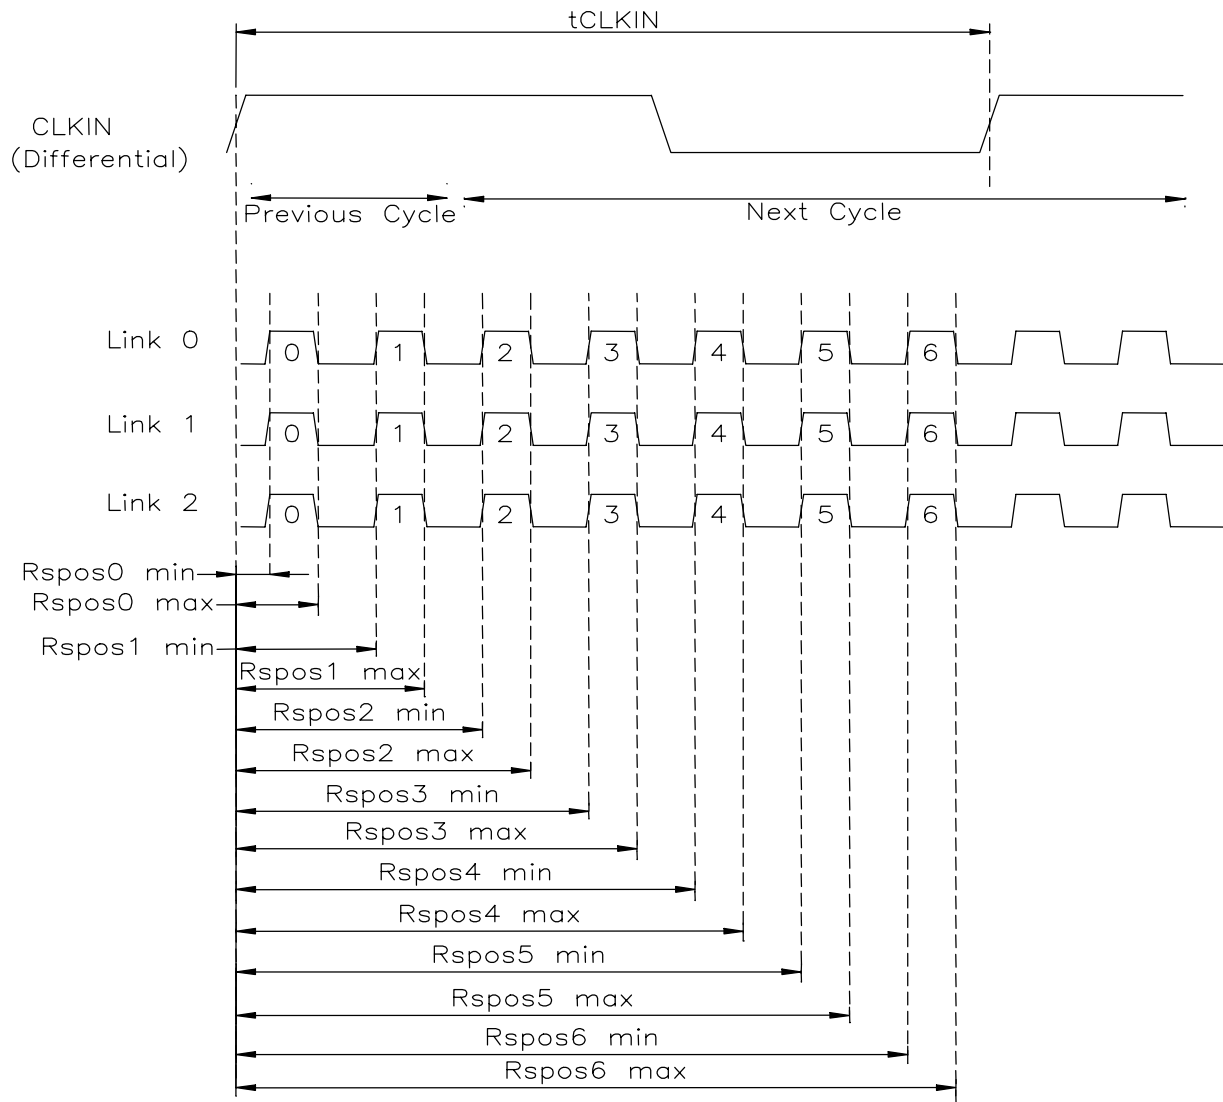 tCLKIN
CLKIN
(Differential)
Previous Cycle
Next Cycle
Link 0
0 1 2 3 4 5 6
Link 1
0 1 2 3 4 5 6
Link 2
0 1 2 3 4 5 6
Rspos0 min
Rspos0 max
Rspos1 min
Rspos1 max
Rspos2 min
Rspos2 max
Rspos3 min
Rspos3 max
Rspos4 min
Rspos4 max
Rspos5 min
Rspos5 max
Rspos6 min
Rspos6 max